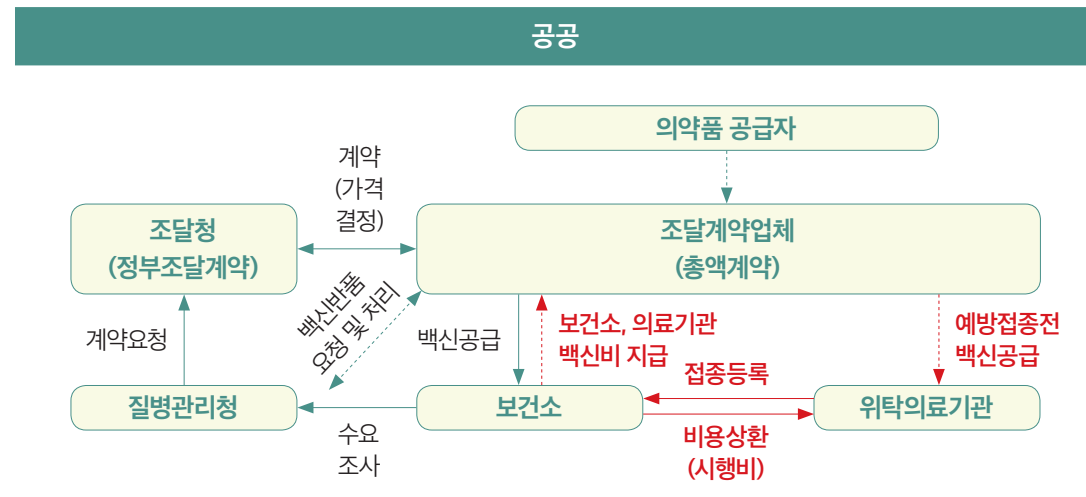 공공
의약품 공급자
계약
(가격
결정)
조달청
(정부조달계약)
조달계약업체
(총액계약)
계약요청
백신반품
요청 및 처리
백신공급
보건소, 의료기관
백신비 지급
예방접종전
백신공급
접종등록
질병관리청
보건소
위탁의료기관
수요
조사
비용상환
(시행비)